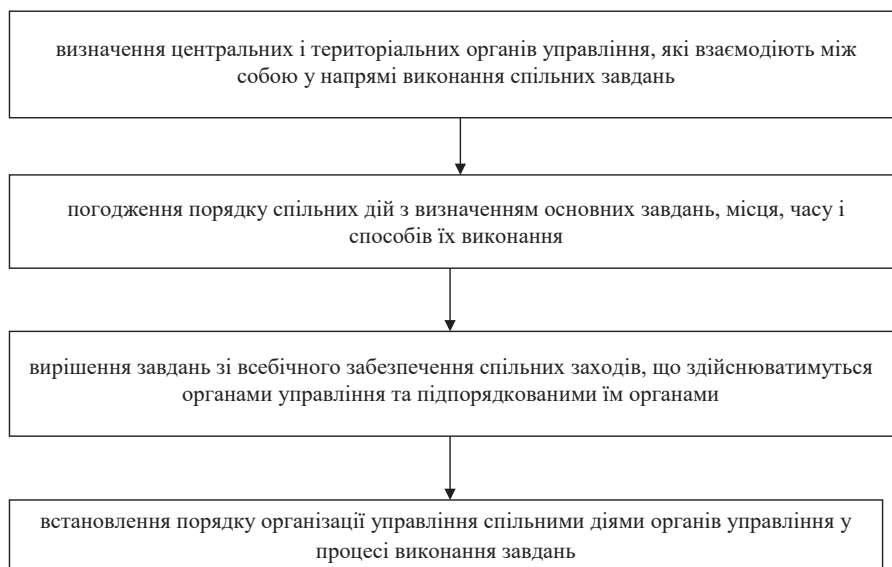 визначення центральних і територіальних органів управління, які взаємодіють між
собою у напрямі виконання спільних завдань
погодження порядку спільних дій з визначенням основних завдань, місця, часу і
способів їх виконання
вирішення завдань зі всебічного забезпечення спільних заходів, що здійснюватимуться
органами управління та підпорядкованими їм органами
встановлення порядку організації управління спільними діями органів управління у
процесі виконання завдань